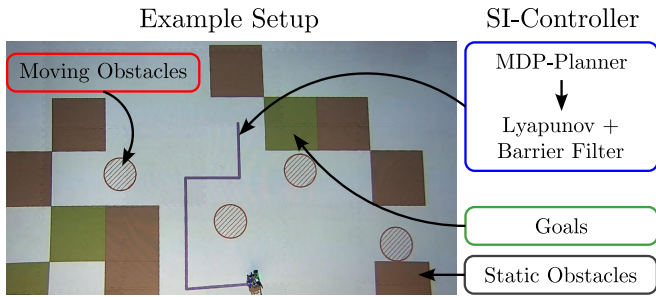 Example Setup
SI-Controller
Moving Obstacles
MDP-Planner
Lyapunov +
Barrier Filter
Goals
Static Obstacles